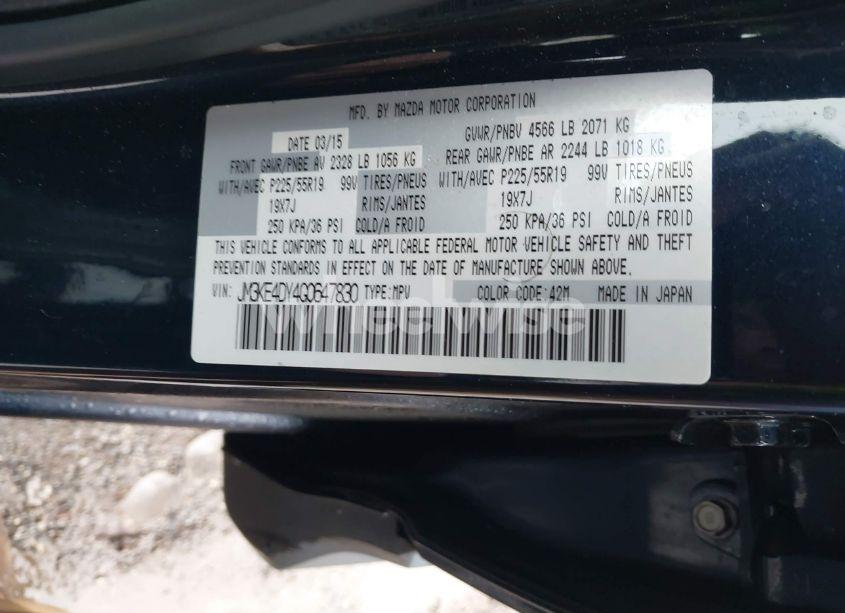 MFD. BY MAZDA MOTOR CORPORATION
DATE 03/15 GVWR/PNBV 4566 LB 2071 KG
FRONT GAWR/PNBE AV 2328 LB 1056 KG REAR GAWR/PNBE AR 2244 LB 1018 KG
WITH/AVEC P225/55R19 99V TIRES/PNEUS WITH/AVEC P225/55R19 99V TIRES/PNEUS
19X7J RIMS/JANTES 19X7J RIMS/JANTES
250 KPA/36 PSI COLD/A FROID 250 KPA/36 PSI COLD/A FROID
THIS VEHICLE CONFORMS TO ALL APPLICABLE FEDERAL MOTOR VEHICLE SAFETY AND THEFT
PREVENTION STANDARDS IN EFFECT ON THE DATE OF MANUFACTURE SHOWN ABOVE.
VIN: JM3KE4DY4G0647830 TYPE:MPV COLOR CODE:42M MADE IN JAPAN
wheelwise